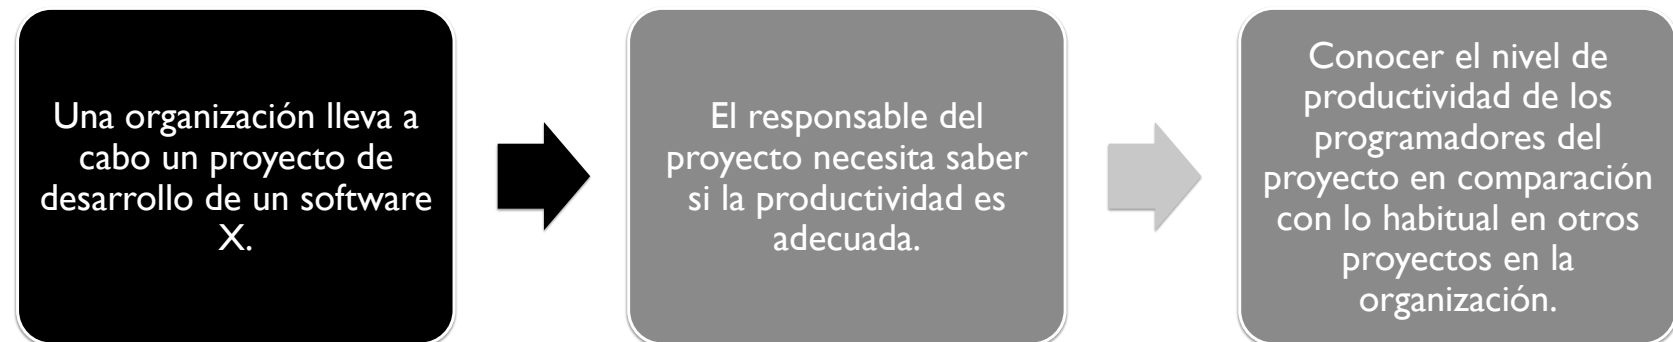 Una organización lleva a
cabo un proyecto de
desarrollo de un software
X.
El responsable del
proyecto necesita saber
si la productividad es
adecuada.
Conocer el nivel de
productividad de los
programadores del
proyecto en comparación
con lo habitual en otros
proyectos en la
organización.